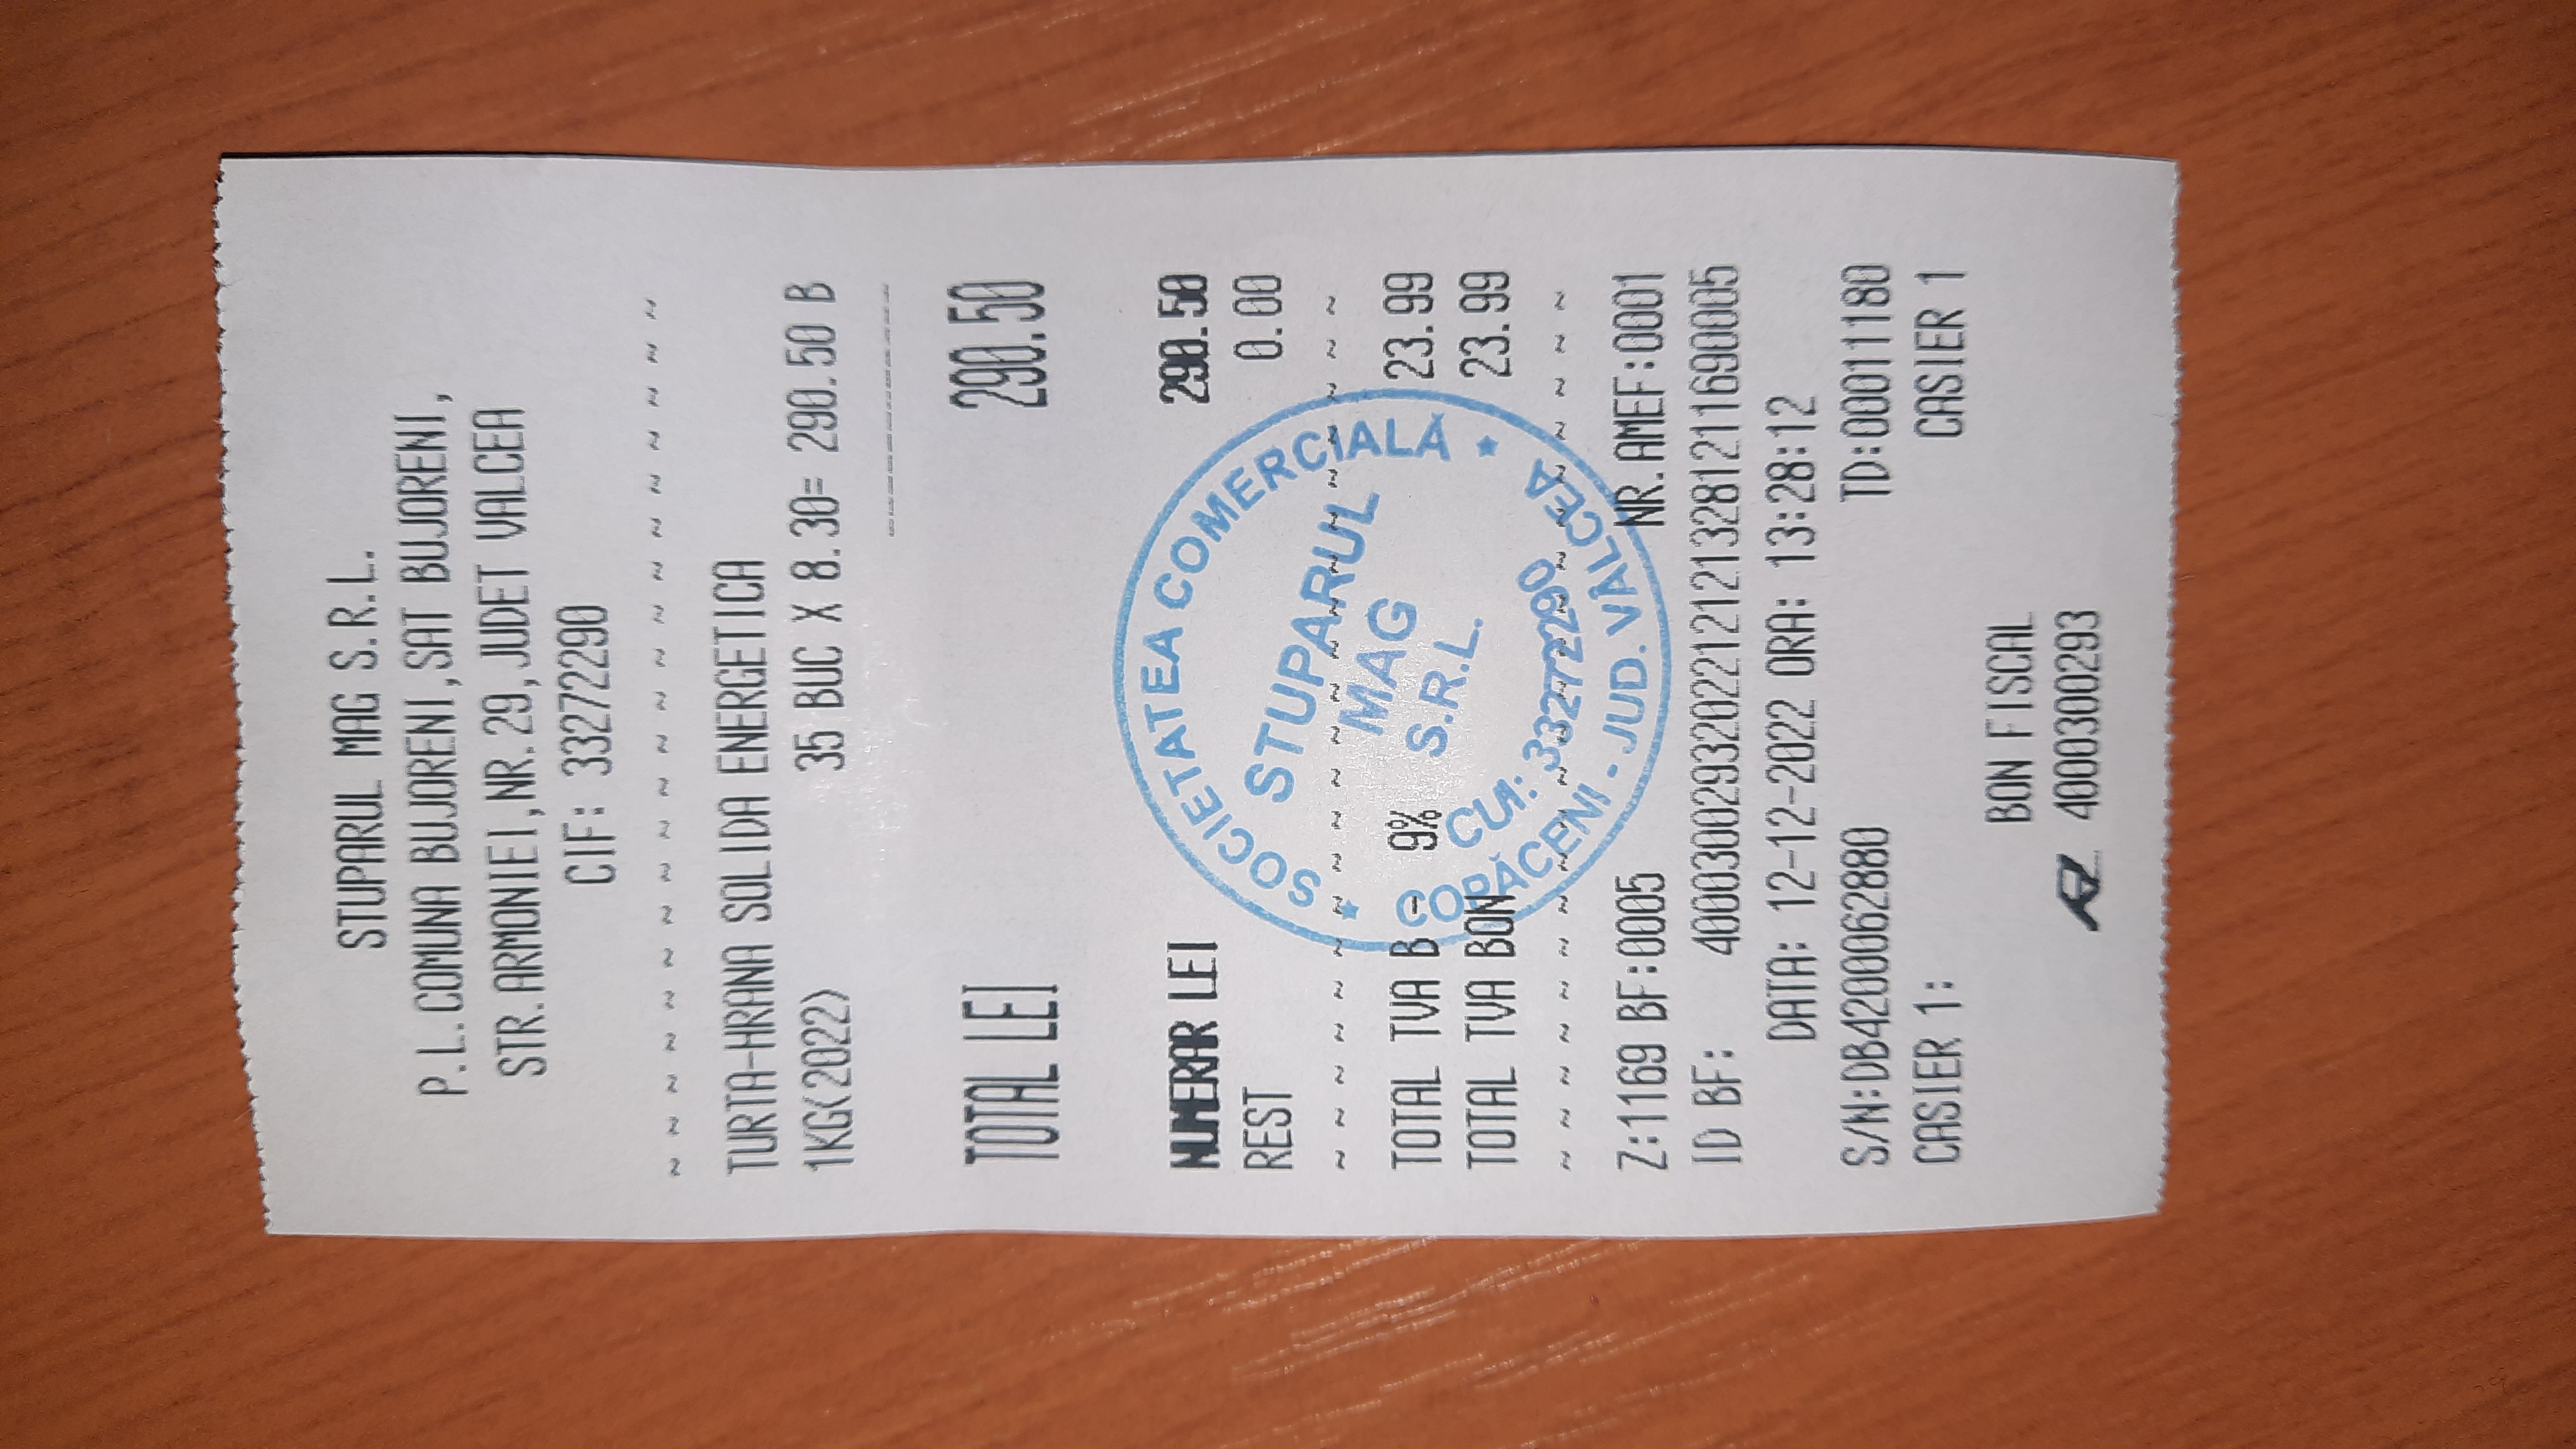 STUPARUL MAG S.R.L.
P.L.COMUNA BUJORENI,SAT BUJORENI,
STR.ARMONIEI,NR.29,JUDET VALCEA
CIF: 33272290
~ ~ ~ ~ ~ ~ ~ ~ ~ ~ ~ ~ ~ ~ ~ ~ ~ ~ ~ ~ ~
TURTA-HRANA SOLIDA ENERGETICA
1KG(2022) 35 BUC X 8.30= 290.50 B
TOTAL LEI 290.50
NUMERAR LEI 290.50
REST 0.00
~ ~ ~ ~ ~ ~ ~ ~ ~ ~ ~ ~ ~ ~ ~ ~ ~ ~ ~ ~ ~
TOTAL TVA B - 9% 23.99
TOTAL TVA BON 23.99
~ ~ ~ ~ ~ ~ ~ ~ ~ ~ ~ ~ ~ ~ ~ ~ ~ ~ ~ ~ ~
Z:1169 BF:0005 NR.AMEF:0001
ID BF: 40003002932022121213281211690005
DATA: 12-12-2022 ORA: 13:28:12
S/N:DB4200062880 TD:00011180
CASIER 1: CASIER 1
BON FISCAL
4000300293
SOCIETATEA COMERCIALĂ
STUPARUL
MAG
S.R.L.
CUI: 33272290
COPĂCENI - JUD. VÂLCEA